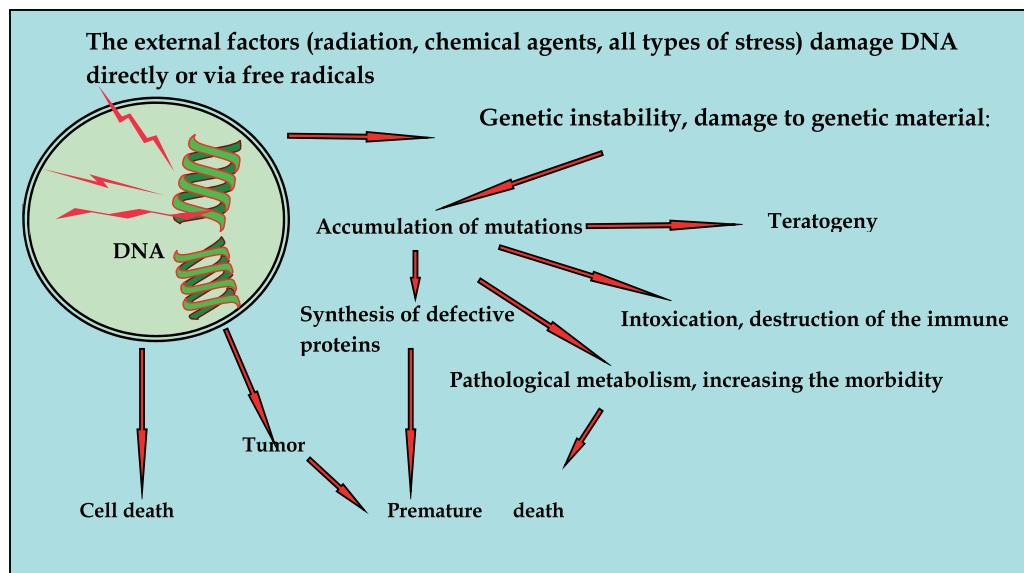 The external factors (radiation, chemical agents, all types of stress) damage DNA
directly or via free radicals
Genetic instability, damage to genetic material:
Accumulation of mutations
Teratogeny
DNA
Synthesis of defective
proteins
Intoxication, destruction of the immune
Pathological metabolism, increasing the morbidity
Tumor
Cell death
Premature death